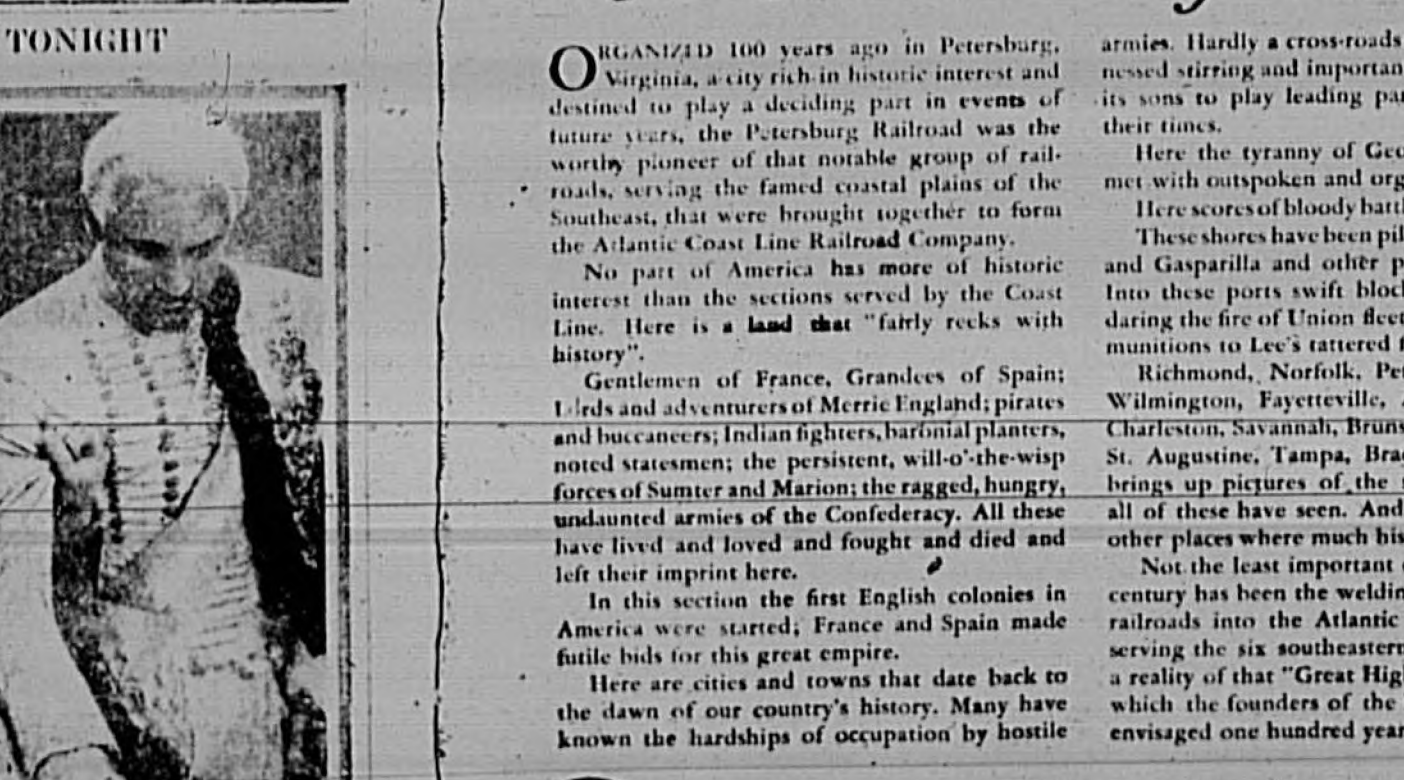 TONIGHT
ORGANIZED 100 years ago in Petersburg,
Virginia, a city rich in historic interest and
destined to play a deciding part in events of
future years, the Petersburg Railroad was the
worthy pioneer of that notable group of rail-
roads, serving the famed coastal plains of the
Southeast, that were brought together to form
the Atlantic Coast Line Railroad Company.
No part of America has more of historic
interest than the sections served by the Coast
Line. Here is a land that "fairly reeks with
history".
Gentlemen of France, Grandees of Spain;
Lords and adventurers of Merrie England; pirates
and buccaneers; Indian fighters, baronial planters,
noted statesmen; the persistent, will-o'-the-wisp
forces of Sumter and Marion; the ragged, hungry,
undaunted armies of the Confederacy. All these
have lived and loved and fought and died and
left their imprint here.
In this section the first English colonies in
America were started; France and Spain made
futile bids for this great empire.
Here are cities and towns that date back to
the dawn of our country's history. Many have
known the hardships of occupation by hostile
armies. Hardly a cross-roads
nessed stirring and importan
its sons to play leading par
their times.
Here the tyranny of Geo
met with outspoken and org
Here scores of bloody battl
These shores have been pil
and Gasparilla and other p
Into these ports swift block
daring the fire of Union fleet
munitions to Lee's tattered f
Richmond, Norfolk, Pet
Wilmington, Fayetteville,
Charleston, Savannah, Bruns
St. Augustine, Tampa, Brad
brings up pictures of the
all of these have seen. And
other places where much his
Not the least important
century has been the weldin
railroads into the Atlantic
serving the six southeastern
a reality of that "Great High
which the founders of the
envisaged one hundred year